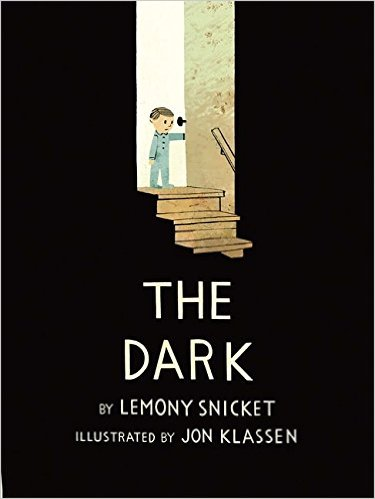 THE
DARK
BY LEMONY SNICKET
ILLUSTRATED BY JON KLASSEN